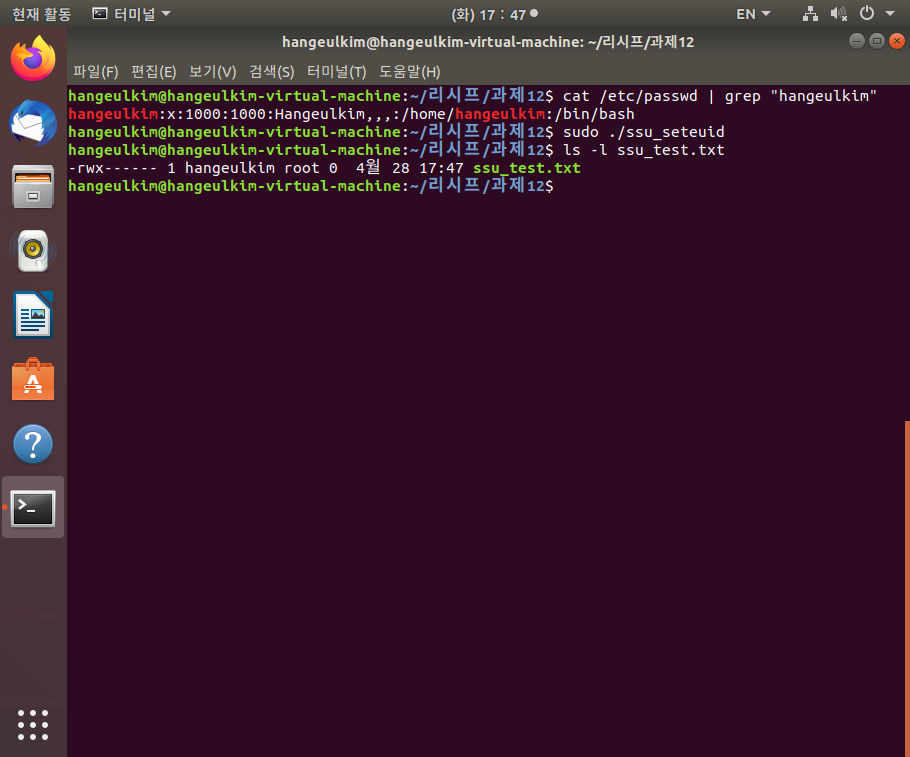 현재 활동 터미널 (화) 17 : 47 EN
hangeulkim@hangeulkim-virtual-machine: ~/리시프/과제12
파일(F) 편집(E) 보기(V) 검색(S) 터미널(T) 도움말(H)
hangeulkim@hangeulkim-virtual-machine:~/리시프/과제12$ cat /etc/passwd | grep "hangeulkim"
hangeulkim:x:1000:1000:Hangeulkim,,,:/home/hangeulkim:/bin/bash
hangeulkim@hangeulkim-virtual-machine:~/리시프/과제12$ sudo ./ssu_seteuid
hangeulkim@hangeulkim-virtual-machine:~/리시프/과제12$ ls -l ssu_test.txt
-rwx------ 1 hangeulkim root 0  4월 28 17:47 ssu_test.txt
hangeulkim@hangeulkim-virtual-machine:~/리시프/과제12$